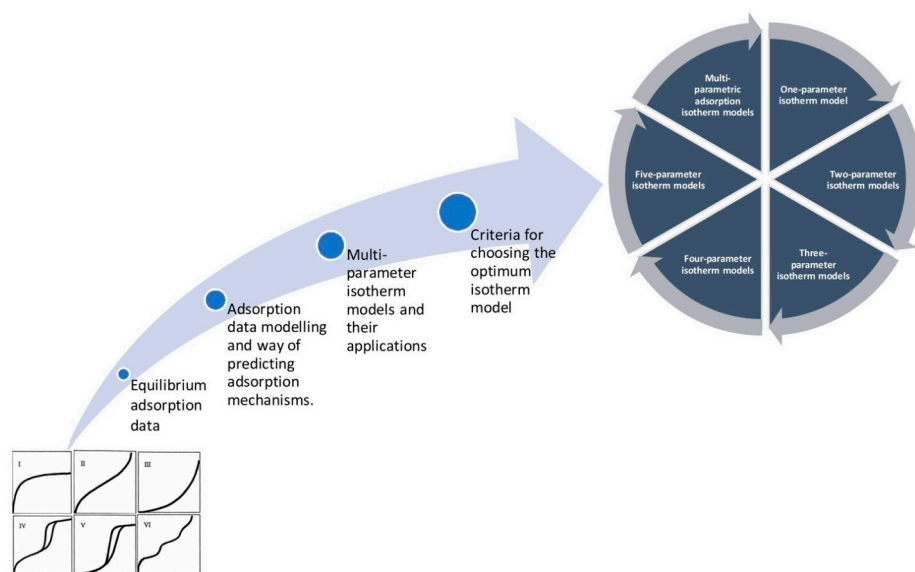 Multi-
parametric
adsorption
isotherm models
One-parameter
isotherm model
Five-parameter
isotherm models
Two-parameter
isotherm models
Four-parameter
isotherm models
Three-
parameter
isotherm models
Criteria for
choosing the
optimum
isotherm
model
Multi-
parameter
isotherm
models and
their
applications
Adsorption
data modelling
and way of
predicting
adsorption
mechanisms.
Equilibrium
adsorption
data
I
II
III
IV
V
VI